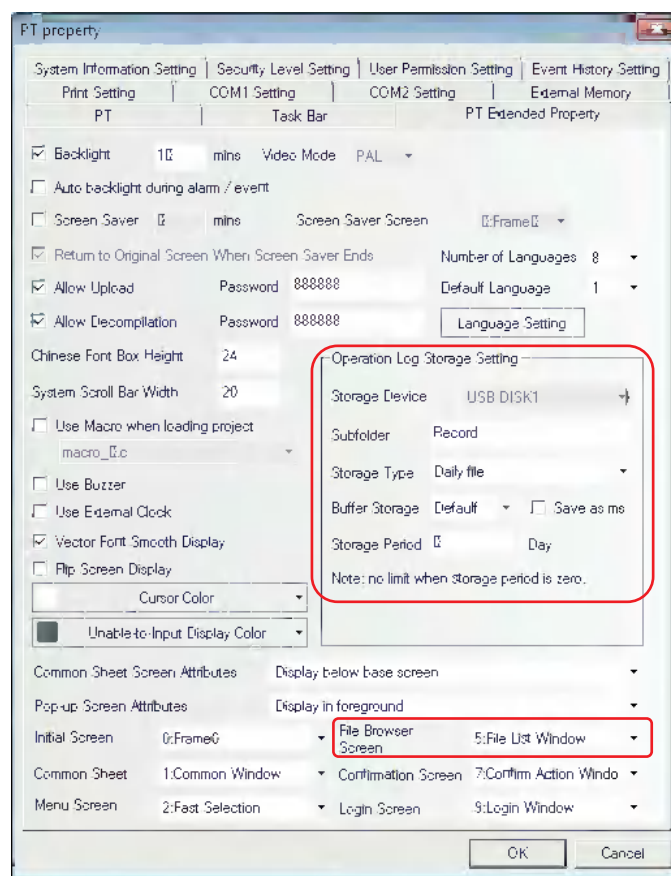 PT property
System Information Setting Security Level Setting User Permission Setting Event History Setting
Print Setting COM1 Setting COM2 Setting External Memory
PT Task Bar PT Extended Property
Backlight 10 mins Video Mode PAL
Auto backlight during alarm / event
Screen Saver 0 mins Screen Saver Screen 0:Frame0
Return to Original Screen When Screen Saver Ends Number of Languages 8
Allow Upload Password 888888 Default Language 1
Allow Decompilation Password 888888 Language Setting
Chinese Font Box Height 24
System Scroll Bar Width 20
Use Macro when loading project
macro_0.c
Use Buzzer
Use External Clock
Vector Font Smooth Display
Flip Screen Display
Cursor Color
Unable-to-Input Display Color
Operation Log Storage Setting
Storage Device USB DISK1
Subfolder Record
Storage Type Daily file
Buffer Storage Default Save as ms
Storage Period 0 Day
Note: no limit when storage period is zero.
Common Sheet Screen Attributes Display below base screen
Pop-up Screen Attributes Display in foreground
Initial Screen 0:Frame0 File Browser Screen 5:File List Window
Common Sheet 1:Common Window Confirmation Screen 7:Confirm Action Windo
Menu Screen 2:Fast Selection Login Screen 9:Login Window
OK Cancel